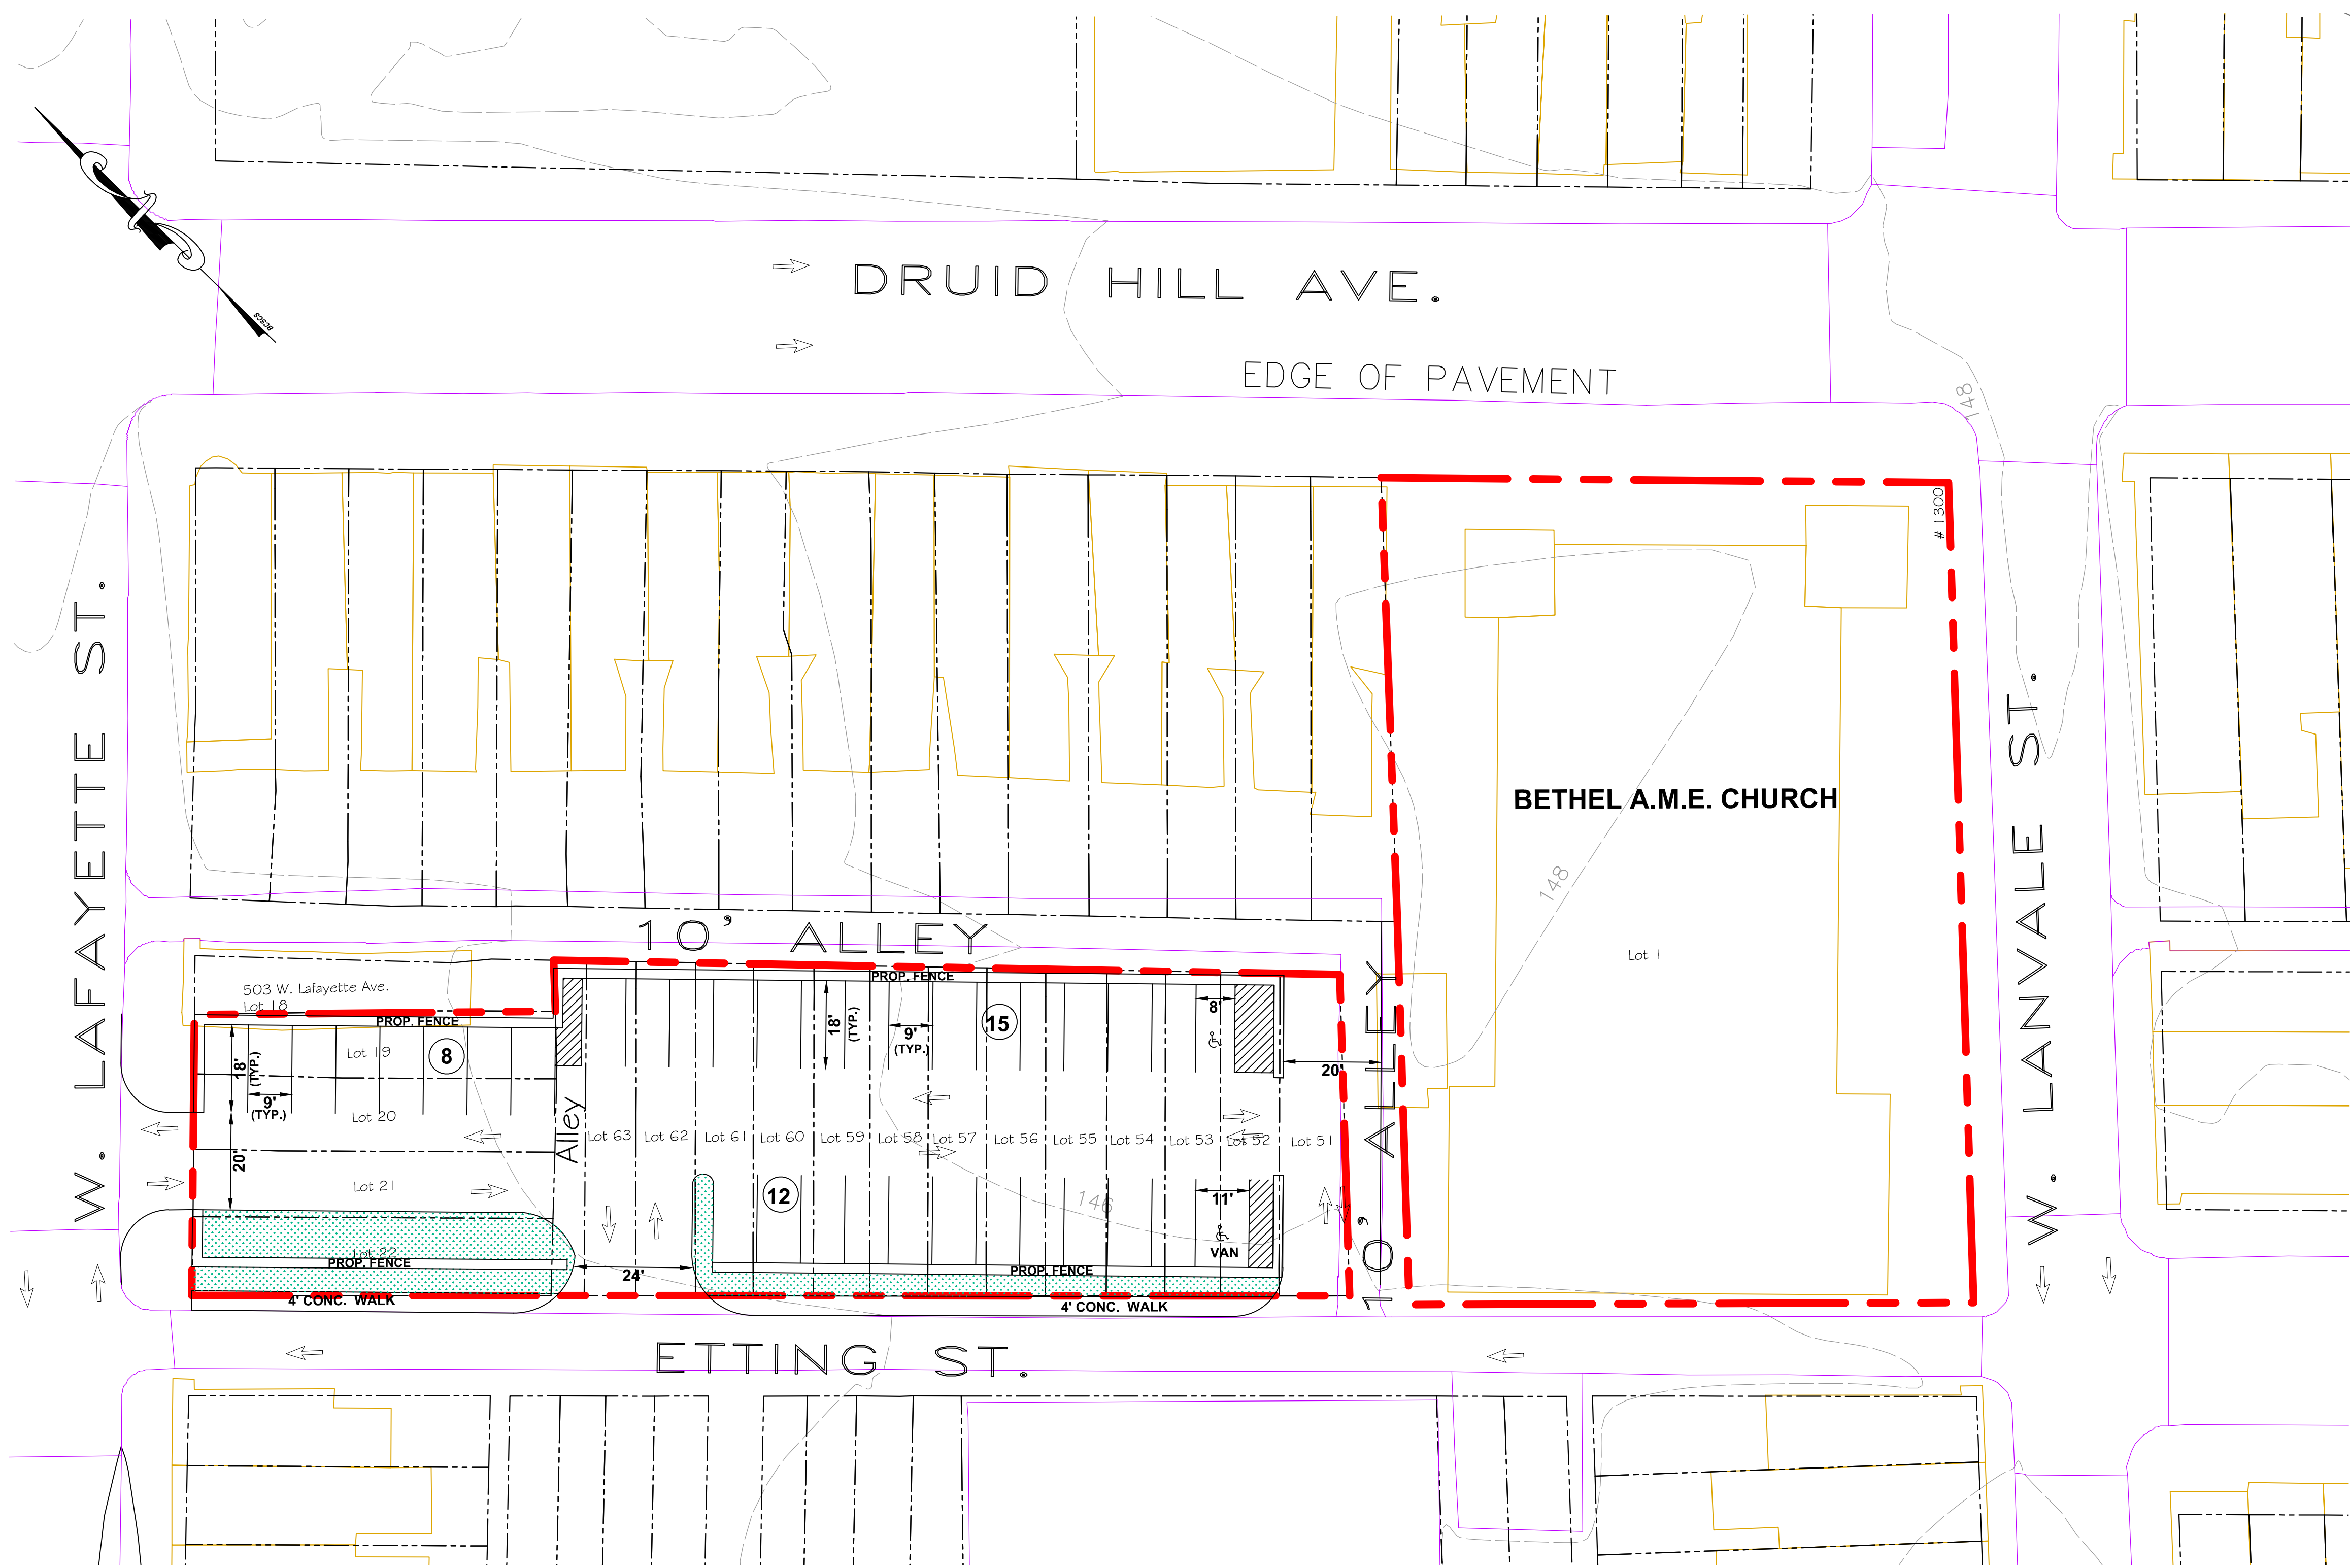 BCSCS
DRUID HILL AVE.
EDGE OF PAVEMENT
148
# 1300
W. LAFAYETTE ST.
W. LANVALE ST.
BETHEL A.M.E. CHURCH
148
Lot 1
10' ALLEY
10' ALLEY
503 W. Lafayette Ave.
Lot 18
PROP. FENCE
PROP. FENCE
Lot 19
8
18'
(TYP.)
9'
(TYP.)
Lot 20
20'
Lot 21
Lot 22
PROP. FENCE
4' CONC. WALK
Alley
18'
(TYP.)
9'
(TYP.)
15
8'
20'
Lot 63
Lot 62
Lot 61
Lot 60
Lot 59
Lot 58
Lot 57
Lot 56
Lot 55
Lot 54
Lot 53
Lot 52
Lot 51
12
146
11'
VAN
24'
PROP. FENCE
4' CONC. WALK
ETTING ST.